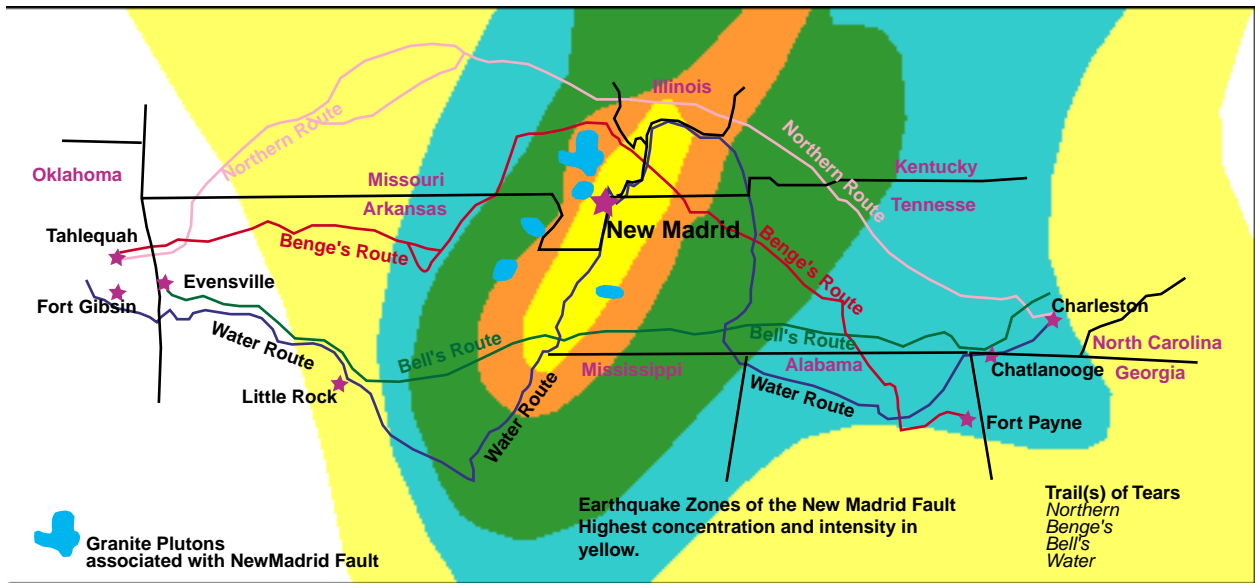 Illinois
Northern Route
Northern Route
Oklahoma
Missouri
Arkansas
Kentucky
Tennesse
Tahlequah
New Madrid
Benge's Route
Benge's Route
Evensville
Fort Gibsin
Charleston
Water Route
Bell's Route
Bell's Route
North Carolina
Mississippi
Alabama
Chatlanooge
Georgia
Little Rock
Water Route
Water Route
Fort Payne
Earthquake Zones of the New Madrid Fault
Highest concentration and intensity in
yellow.
Trail(s) of Tears
Northern
Benge's
Bell's
Water
Granite Plutons
associated with NewMadrid Fault